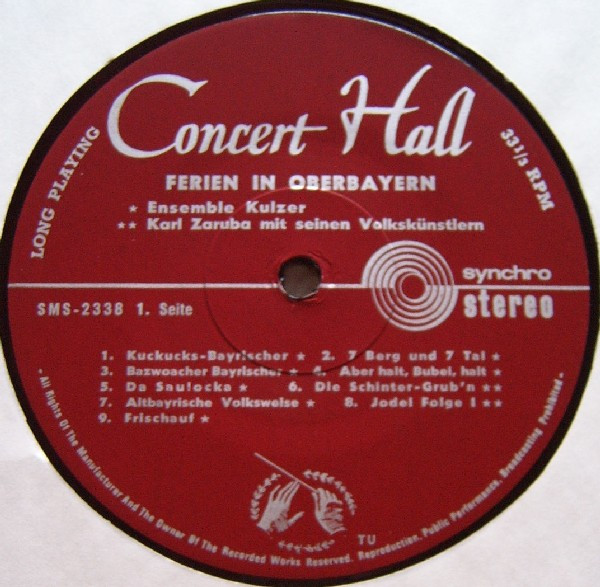 Concert Hall
LONG PLAYING
33 1/3 RPM
FERIEN IN OBERBAYERN
★ Ensemble Kulzer
★★ Karl Zaruba mit seinen Volkskünstlern
synchro
stereo
SMS-2338 1. Seite
1. Kuckucks-Bayrischer ★ 2. 7 Berg und 7 Tal ★
3. Bazwoacher Bayrischer ★ 4. Aber halt, Bubel, halt ★
5. Da Saulocka ★ 6. Die Schinter-Grub'n ★★
7. Altbayrische Volksweise ★ 8. Jodel Folge I ★★
9. Frischauf ★
TU
- All Rights Of The Manufacturer And The Owner Of The Recorded Works Reserved. Reproduction, Public Performance, Broadcasting Prohibited -